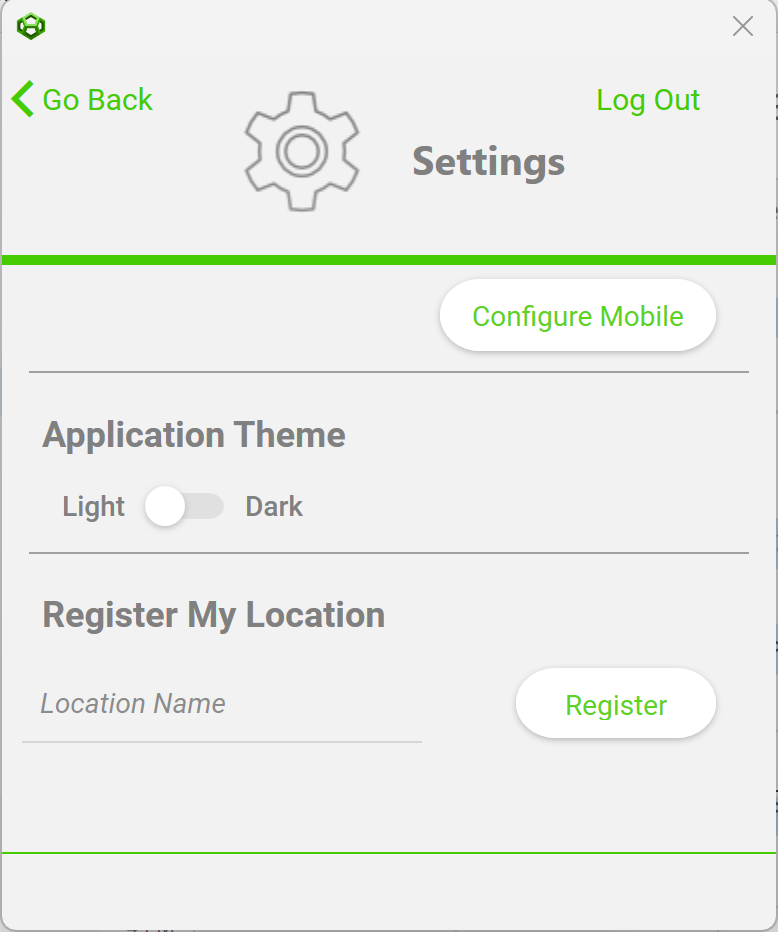 Go Back
Log Out
Settings
Configure Mobile
Application Theme
Light Dark
Register My Location
Location Name
Register